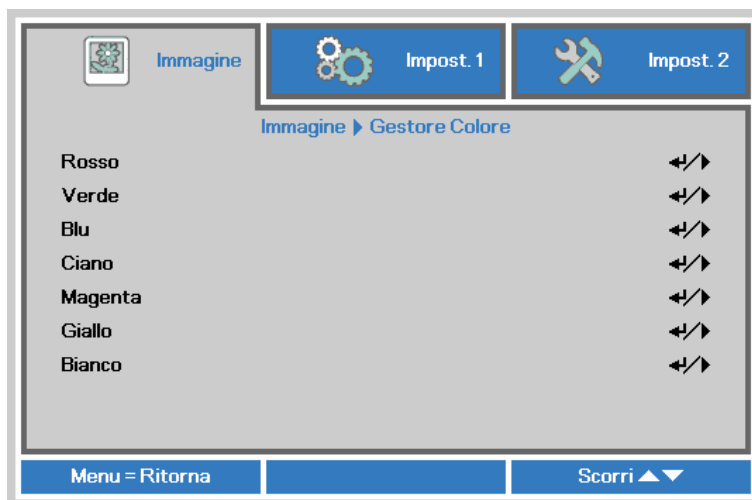 Immagine Impost. 1 Impost. 2
Immagine ▶ Gestore Colore
Rosso ↵/▶
Verde ↵/▶
Blu ↵/▶
Ciano ↵/▶
Magenta ↵/▶
Giallo ↵/▶
Bianco ↵/▶
Menu = Ritorna Scorri ▲▼